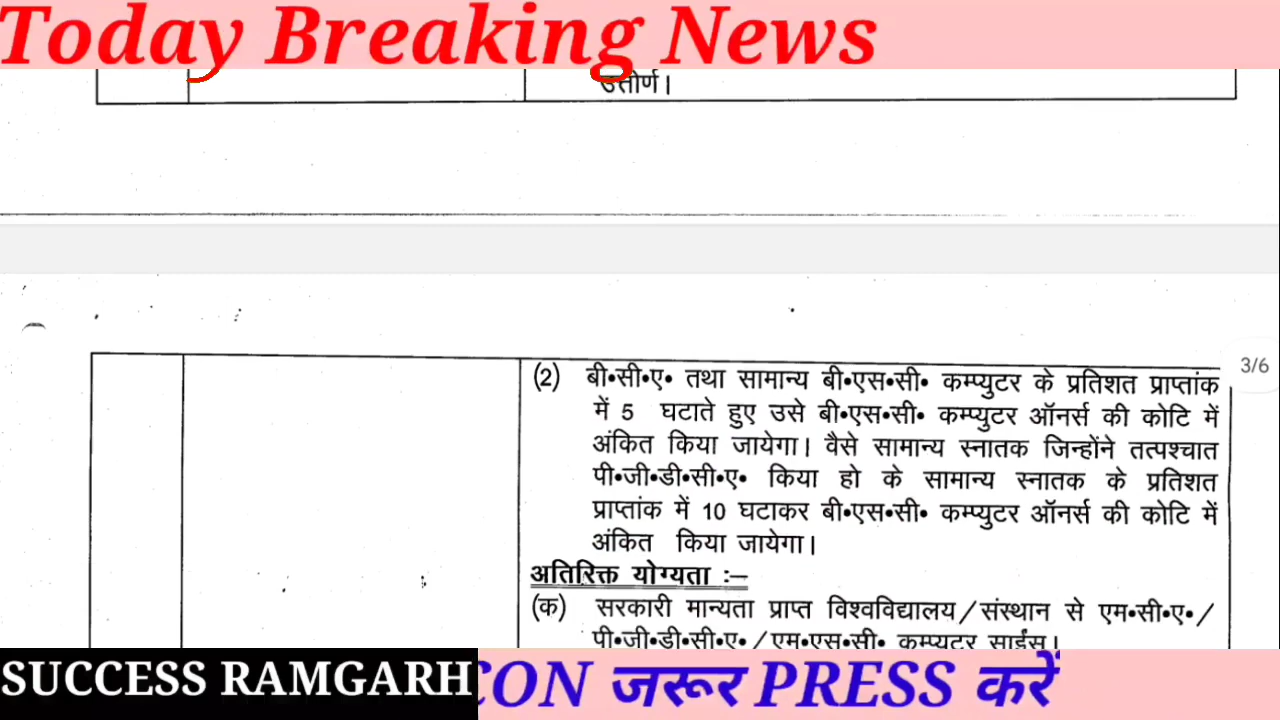 Today Breaking News
उत्तीर्ण।
3/6
(2) बी•सी•ए• तथा सामान्य बी•एस•सी• कम्प्युटर के प्रतिशत प्राप्तांक
में 5 घटाते हुए उसे बी•एस•सी• कम्प्युटर ऑनर्स की कोटि में
अंकित किया जायेगा। वैसे सामान्य स्नातक जिन्होंने तत्पश्चात
पी•जी•डी•सी•ए• किया हो के सामान्य स्नातक के प्रतिशत
प्राप्तांक में 10 घटाकर बी•एस•सी• कम्प्युटर ऑनर्स की कोटि में
अंकित किया जायेगा।
अतिरिक्त योग्यता :–
(क) सरकारी मान्यता प्राप्त विश्वविद्यालय/संस्थान से एम•सी•ए•/
पी•जी•डी•सी•ए•/एम•एस•सी• कम्प्युटर साईंस।
SUCCESS RAMGARH
CON जरूर PRESS करें